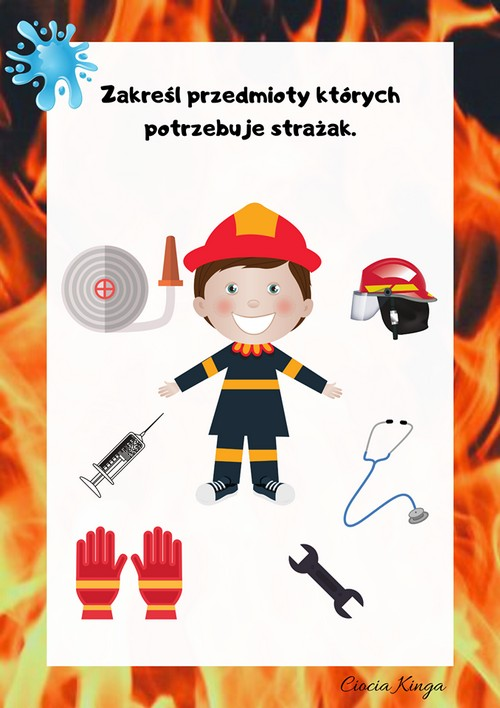 Zakreśl przedmioty których
potrzebuje strażak.
Ciocia Kinga